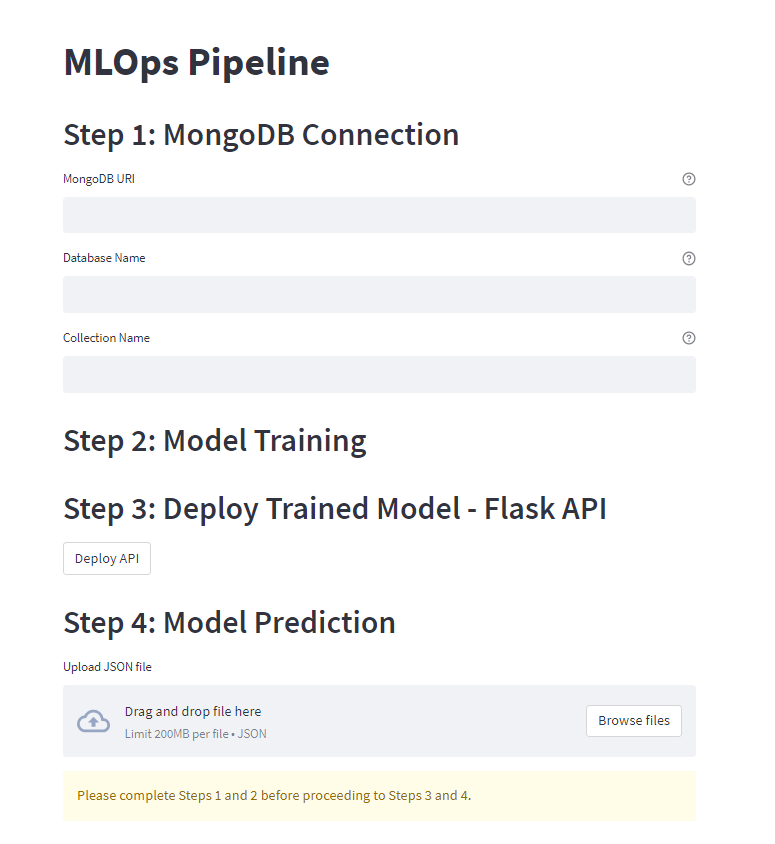 MLOps Pipeline
Step 1: MongoDB Connection
MongoDB URI
Database Name
Collection Name
Step 2: Model Training
Step 3: Deploy Trained Model - Flask API
Deploy API
Step 4: Model Prediction
Upload JSON file
Drag and drop file here
Limit 200MB per file • JSON
Browse files
Please complete Steps 1 and 2 before proceeding to Steps 3 and 4.